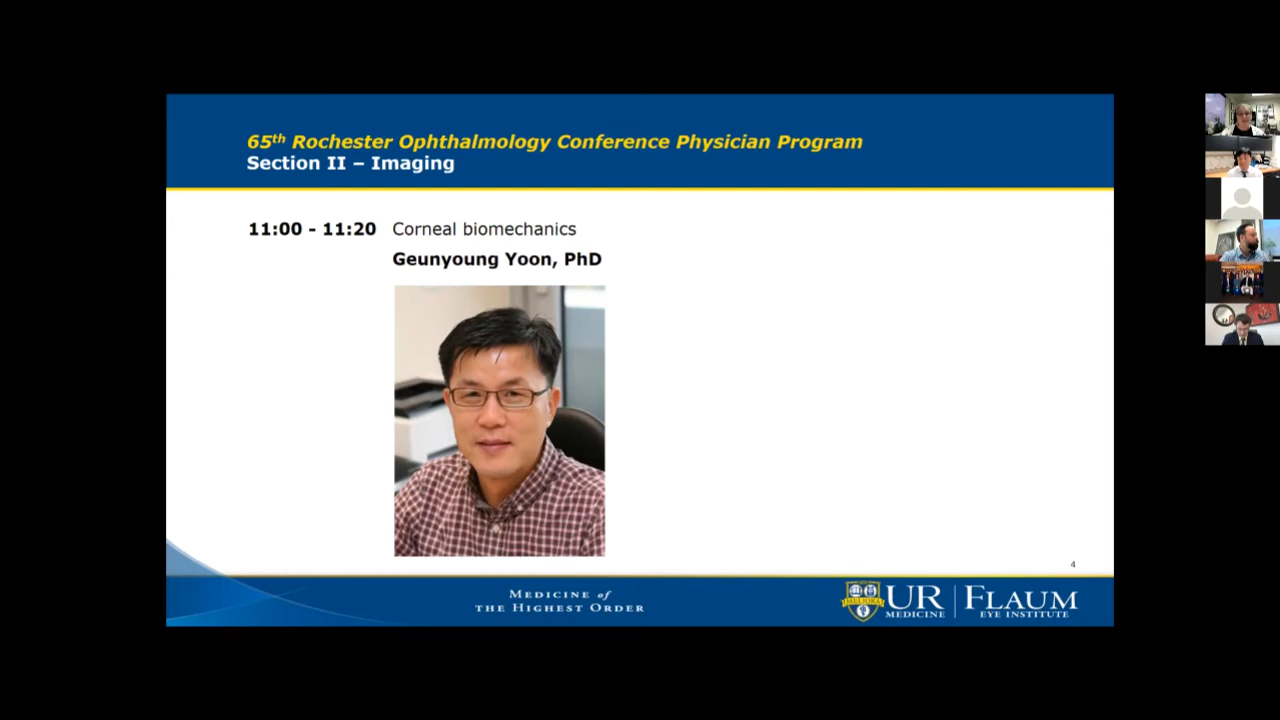 65th Rochester Ophthalmology Conference Physician Program
Section II – Imaging
11:00 - 11:20 Corneal biomechanics
Geunyoung Yoon, PhD
4
MEDICINE of
THE HIGHEST ORDER
MELIORA
UR
MEDICINE
FLAUM
EYE INSTITUTE